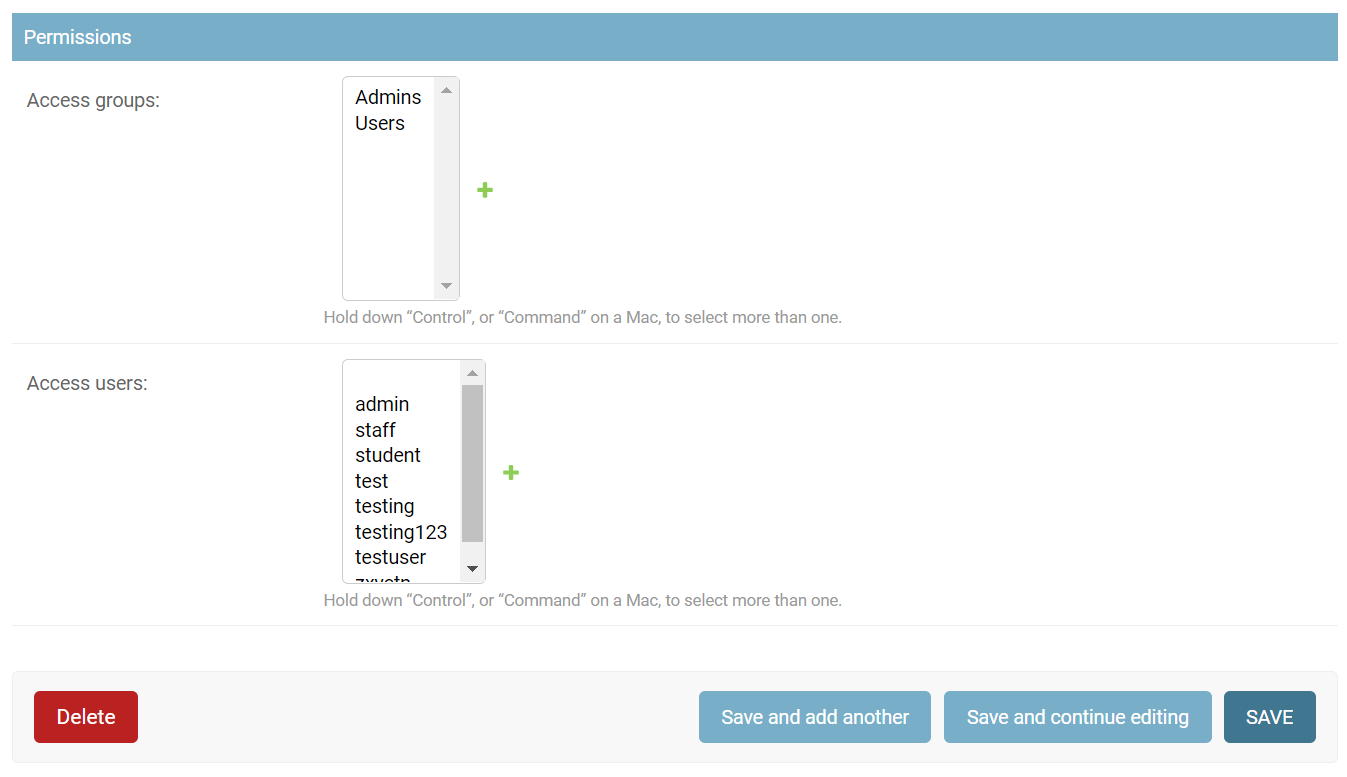 Permissions
Access groups:
Admins
Users
Hold down “Control”, or “Command” on a Mac, to select more than one.
Access users:
admin
staff
student
test
testing
testing123
testuser
Hold down “Control”, or “Command” on a Mac, to select more than one.
Delete
Save and add another
Save and continue editing
SAVE